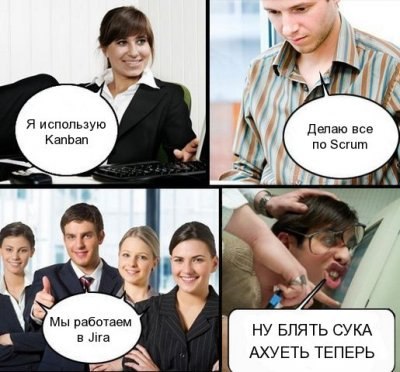 Я использую
Kanban
Делаю все
по Scrum
Мы работаем
в Jira
НУ БЛЯТЬ СУКА
АХУЕТЬ ТЕПЕРЬ